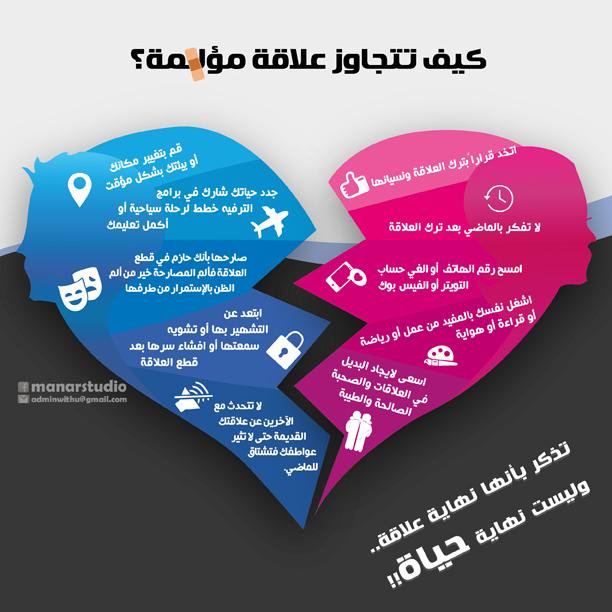 كيف تتجاوز علاقة مؤلمة؟
اتخذ قراراً بترك العلاقة ونسيانها
لا تفكر بالماضي بعد ترك العلاقة
امسح رقم الهاتف أو الغي حساب
التويتر أو الفيس بوك
اشغل نفسك بالمفيد من عمل أو رياضة
أو قراءة أو هواية
اسعى لايجاد البديل
في العلاقات والصحبة
الصالحة والطيبة
قم بتغيير مكانك
أو بيئتك بشكل مؤقت
جدد حياتك شارك في برامج
الترفيه خطط لرحلة سياحية أو
أكمل تعليمك
صارحها بأنك حازم في قطع
العلاقة فألم المصارحة خير من ألم
الظن بالإستمرار من طرفها
ابتعد عن
التشهير بها أو تشويه
سمعتها أو افشاء سرها بعد
قطع العلاقة
لا تتحدث مع
الآخرين عن علاقتك
القديمة حتى لا تثير
عواطفك فتشتاق
للماضي.
manarstudio
adminwithu@gmail.com
تذكر بأنها نهاية علاقة..
وليست نهاية حياة!!